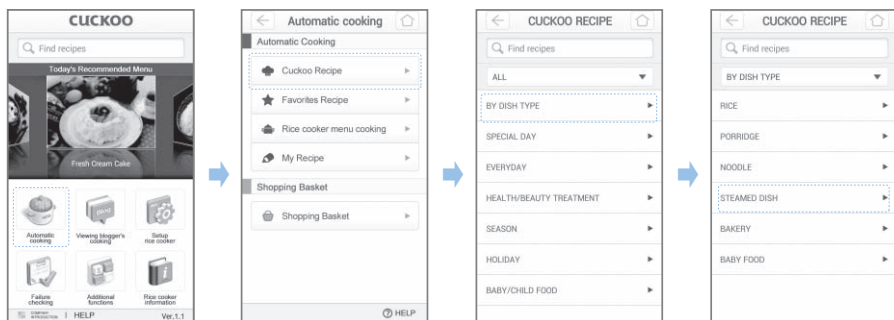 CUCKOO
Find recipes
Today's Recommended Menu
Fresh Cream Cake
Automatic
cooking
Viewing blogger's
cooking
Setup
rice cooker
Failure
checking
Additional
functions
Rice cooker
information
COMPANY
INTRODUCTION | HELP Ver.1.1
Automatic cooking
Automatic Cooking
Cuckoo Recipe
Favorites Recipe
Rice cooker menu cooking
My Recipe
Shopping Basket
Shopping Basket
HELP
CUCKOO RECIPE
Find recipes
ALL
BY DISH TYPE
SPECIAL DAY
EVERYDAY
HEALTH/BEAUTY TREATMENT
SEASON
HOLIDAY
BABY/CHILD FOOD
CUCKOO RECIPE
Find recipes
BY DISH TYPE
RICE
PORRIDGE
NOODLE
STEAMED DISH
BAKERY
BABY FOOD